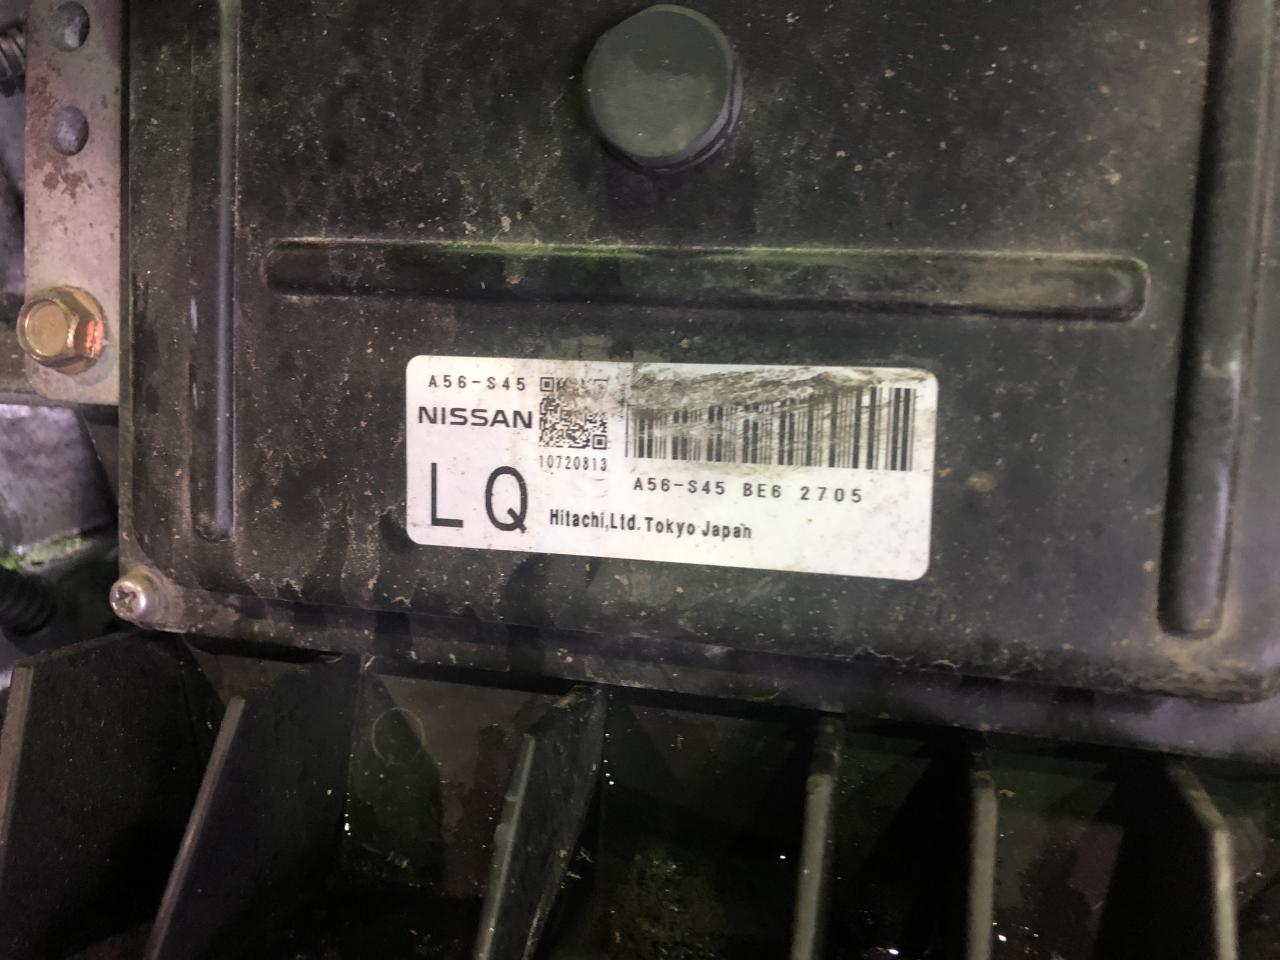 A56-S45
NISSAN
10720813
LQ
A56-S45 BE6 2705
Hitachi,Ltd.Tokyo Japan